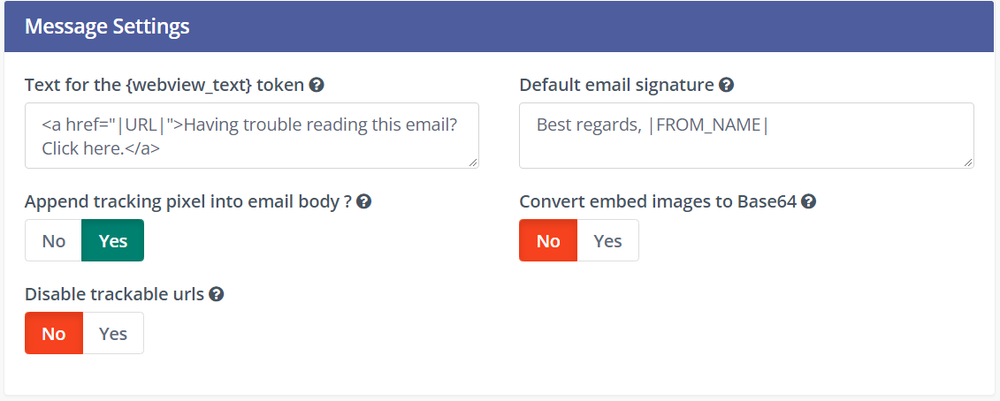 Message Settings
Text for the {webview_text} token
Default email signature
<a href="|URL|">Having trouble reading this email?
Click here.</a>
Best regards, |FROM_NAME|
Append tracking pixel into email body ?
Convert embed images to Base64
No Yes
No Yes
Disable trackable urls
No Yes